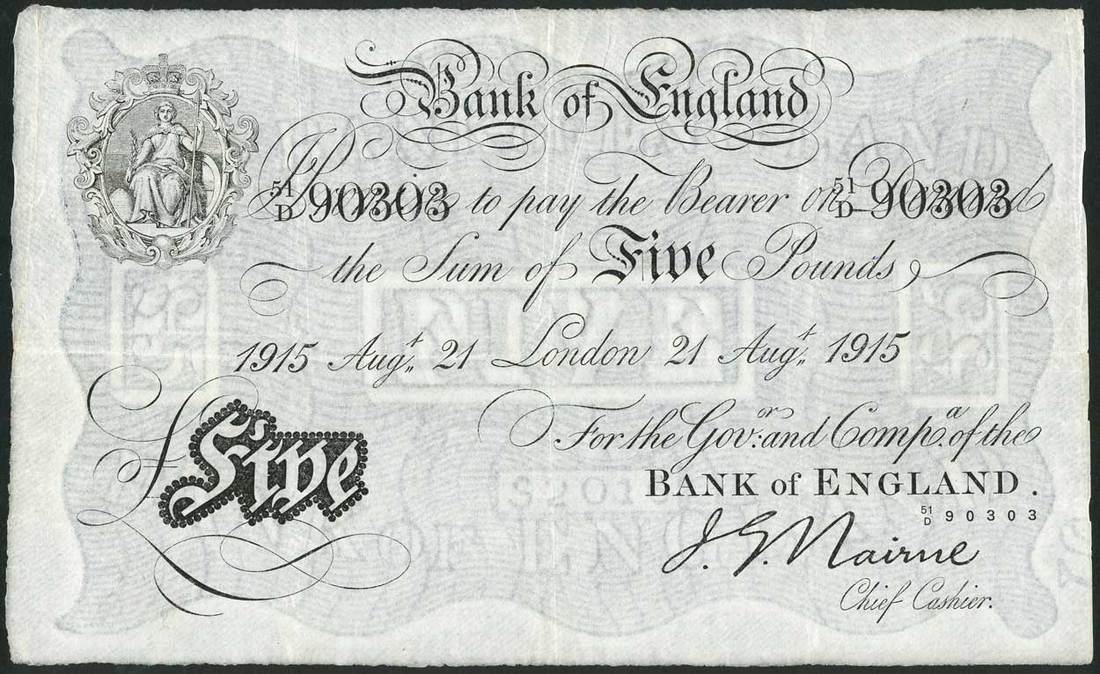 Bank of England
51/D 90303 to pay the Bearer on 51/D 90303
the Sum of Five Pounds
1915 Augt. 21 London 21 Augt. 1915
For the Govor. and Compa. of the
BANK of ENGLAND.
51/D 90303
£Five
J. G. Nairne
Chief Cashier.